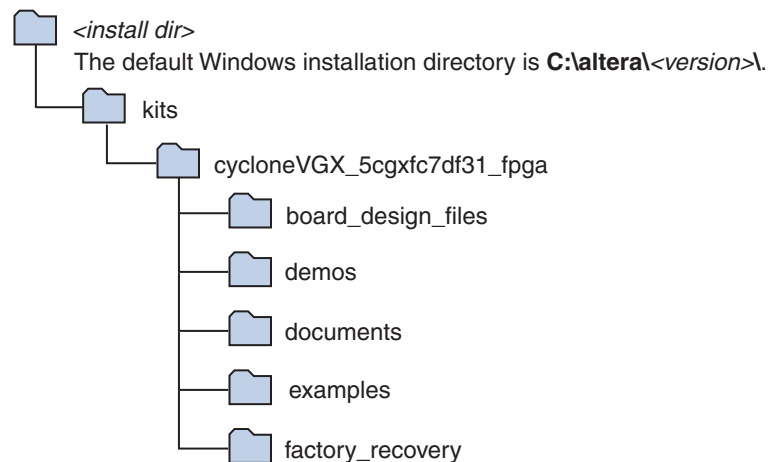 <install dir>
The default Windows installation directory is C:\altera\<version>\.
kits
cycloneVGX_5cgxfc7df31_fpga
board_design_files
demos
documents
examples
factory_recovery